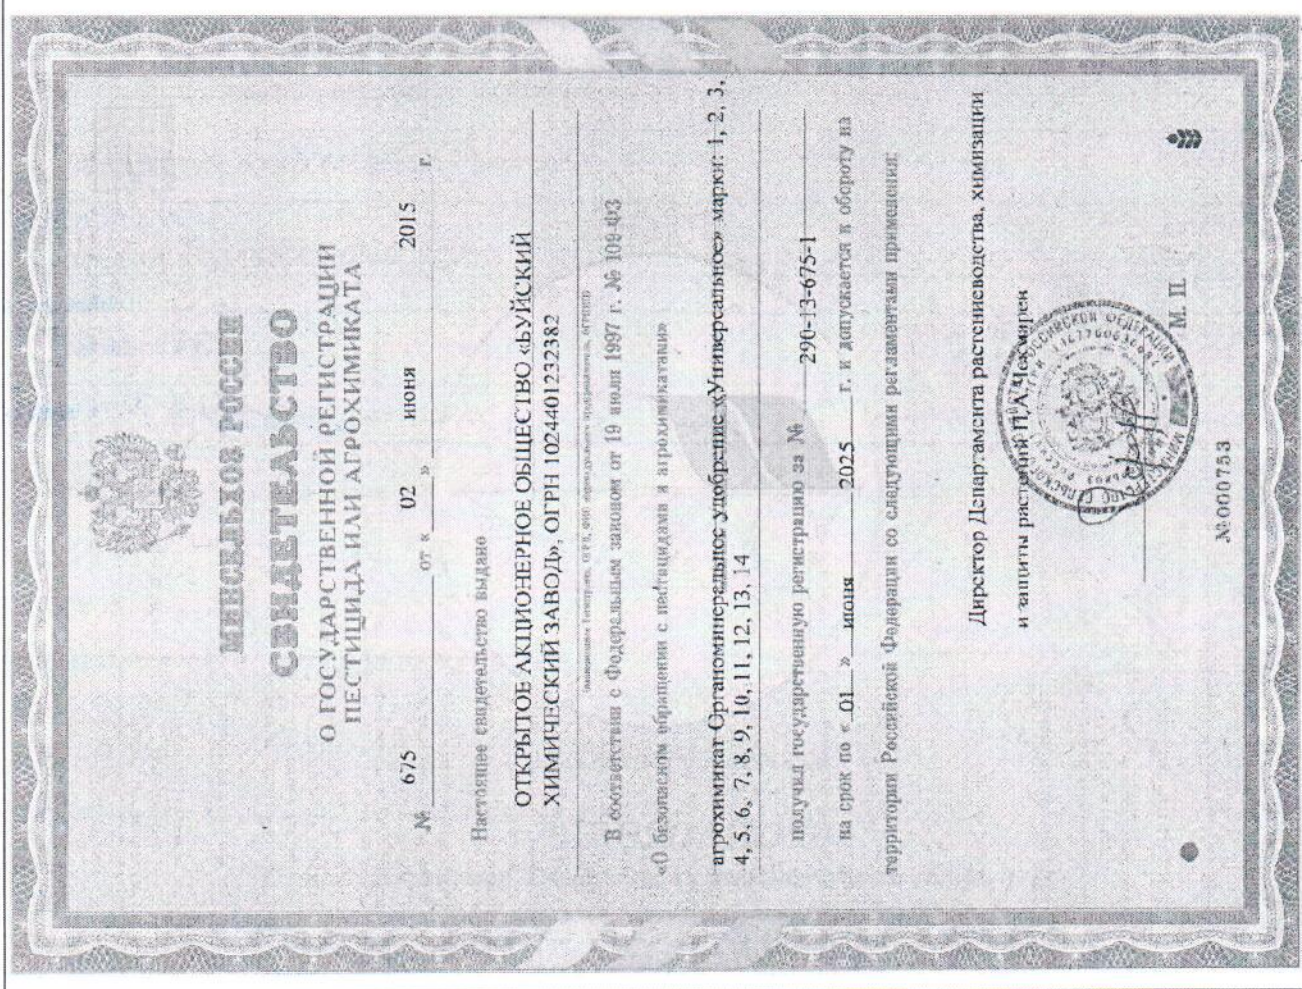 МИНСЕЛЬХОЗ РОССИИ
СВИДЕТЕЛЬСТВО
О ГОСУДАРСТВЕННОЙ РЕГИСТРАЦИИ
ПЕСТИЦИДА ИЛИ АГРОХИМИКАТА
№ 675 от « 02 » июня 2015 г.
Настоящее свидетельство выдано
ОТКРЫТОЕ АКЦИОНЕРНОЕ ОБЩЕСТВО «БУЙСКИЙ
ХИМИЧЕСКИЙ ЗАВОД», ОГРН 1024401232382
В соответствии с Федеральным законом от 19 июля 1997 г. № 109-ФЗ
«О безопасном обращении с пестицидами и агрохимикатами»
агрохимикат Органоминеральное удобрение «Универсальное» марки: 1, 2, 3,
4, 5, 6, 7, 8, 9, 10, 11, 12, 13, 14
получил государственную регистрацию за № 290-13-675-1
на срок по « 01 » июня 2025 г. и допускается к обороту на
территории Российской Федерации со следующими регламентами применения:
Директор Департамента растениеводства, химизации
и защиты растений П.А.Чекмарев
М. П.
№ 000753